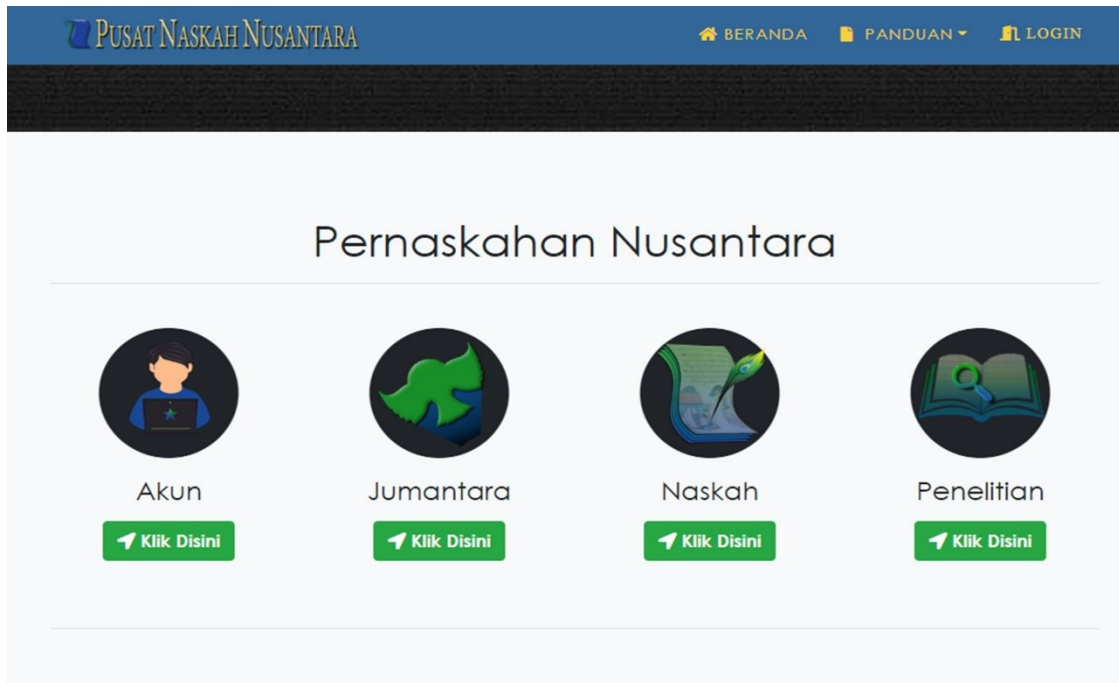 PUSAT NASKAH NUSANTARA
BERANDA PANDUAN LOGIN
Pernaskahan Nusantara
Akun Jumantara Naskah Penelitian
Klik Disini Klik Disini Klik Disini Klik Disini